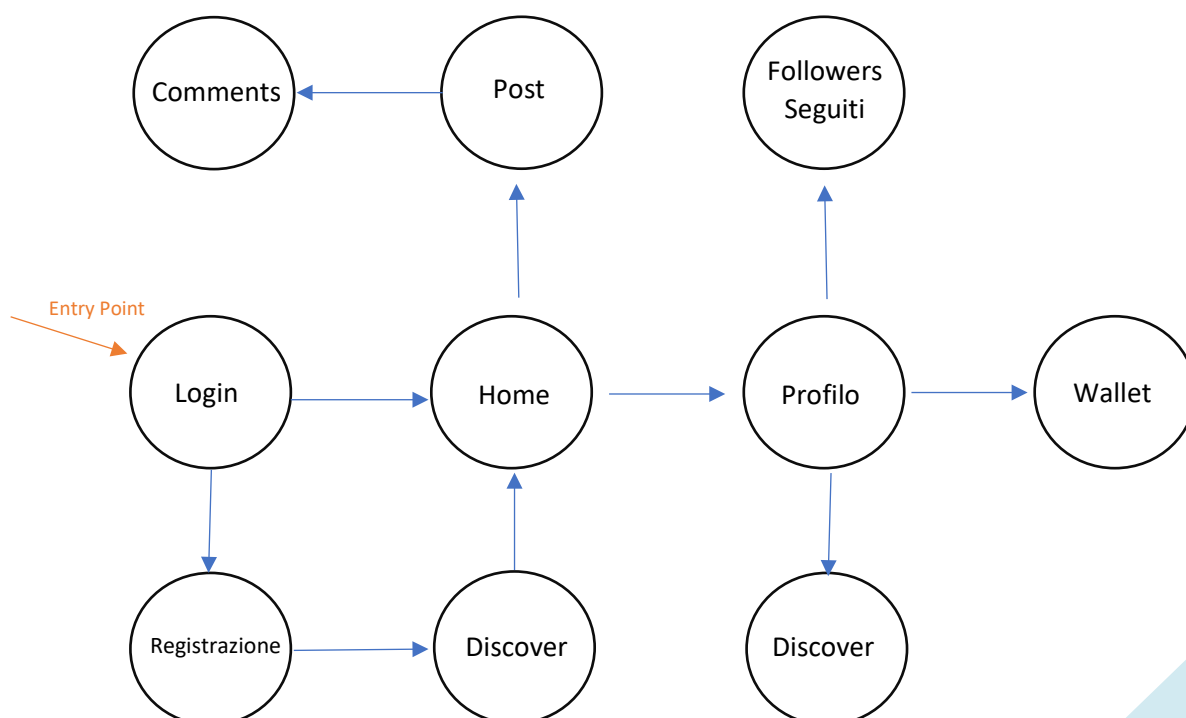 Comments
Post
Followers
Seguiti
Entry Point
Login
Home
Profilo
Wallet
Registrazione
Discover
Discover